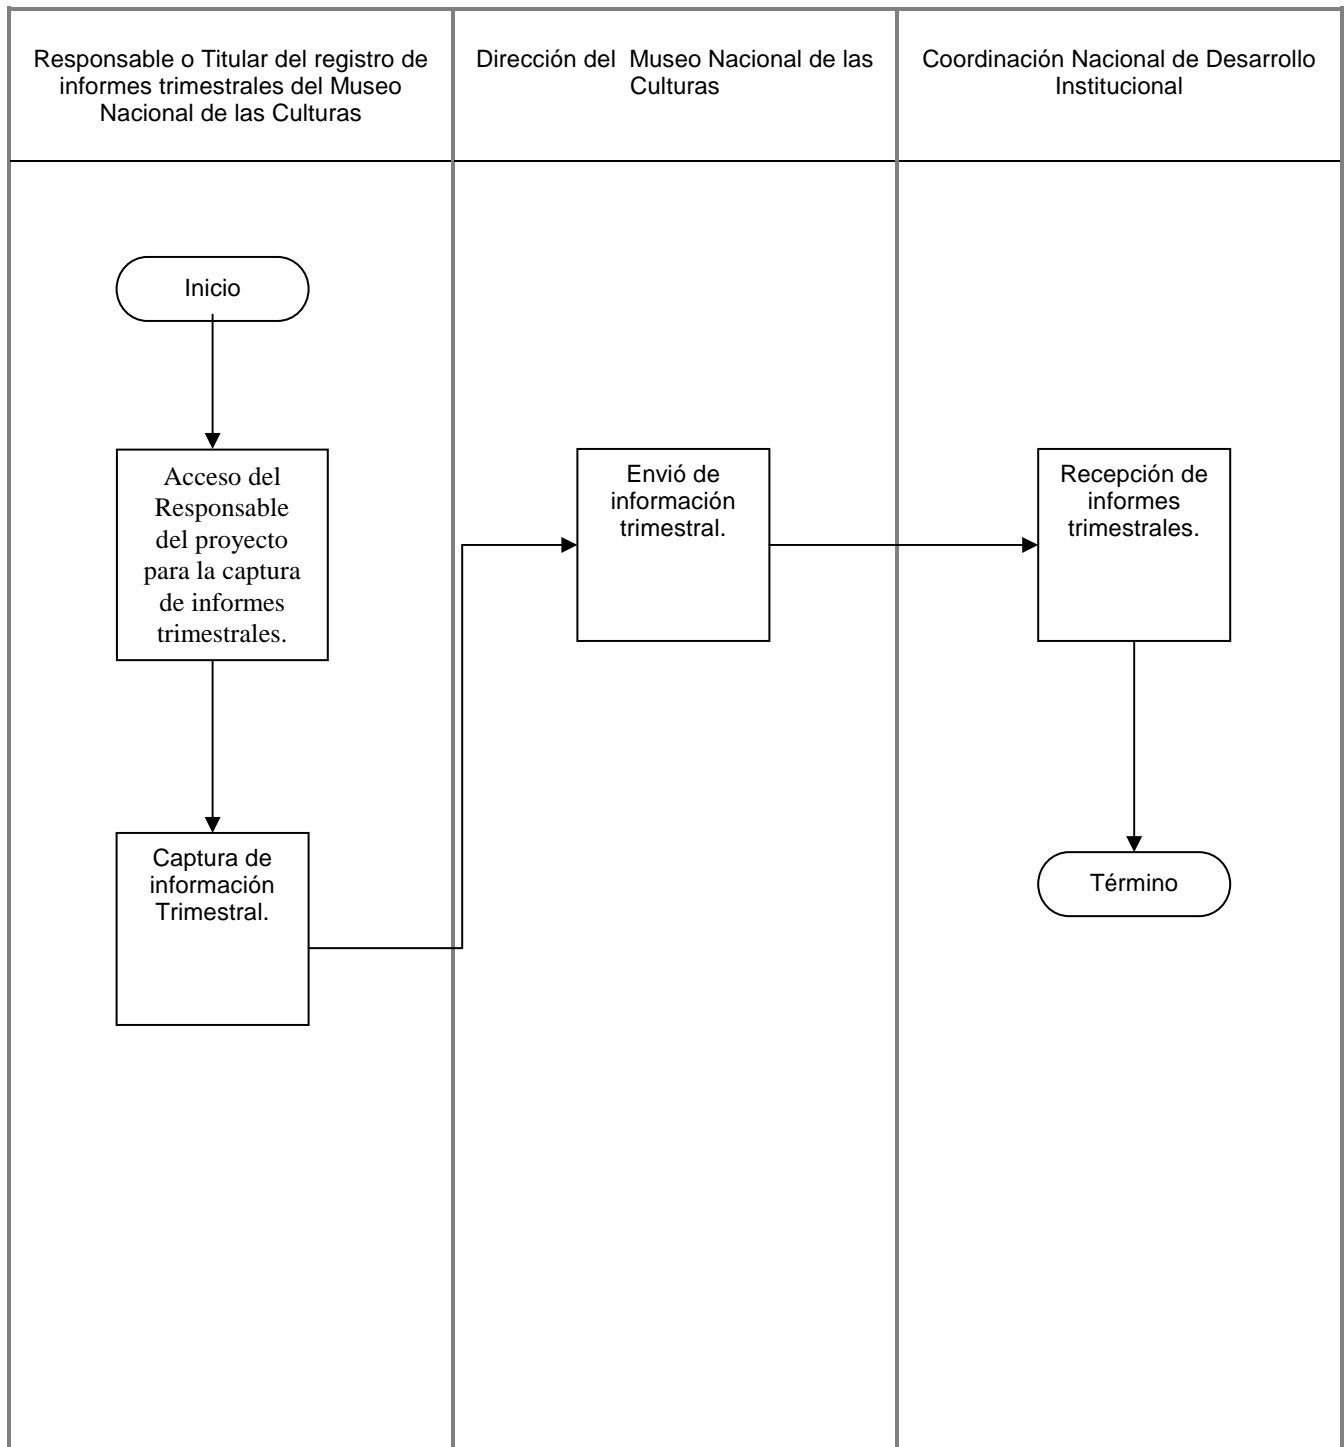 Responsable o Titular del registro de
informes trimestrales del Museo
Nacional de las Culturas
Dirección del  Museo Nacional de las
Culturas
Coordinación Nacional de Desarrollo
Institucional
Inicio
Acceso del
Responsable
del proyecto
para la captura
de informes
trimestrales.
Captura de
información
Trimestral.
Envió de
información
trimestral.
Recepción de
informes
trimestrales.
Término